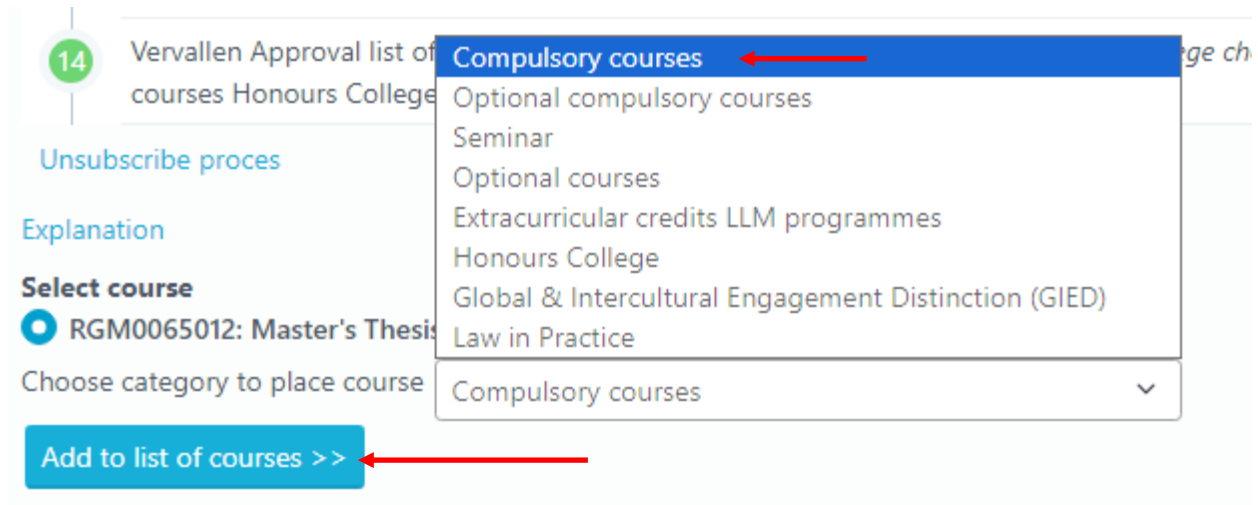 14
Vervallen Approval list of
courses Honours College
Compulsory courses
Optional compulsory courses
Seminar
Optional courses
Extracurricular credits LLM programmes
Honours College
Global & Intercultural Engagement Distinction (GIED)
Law in Practice
Unsubscribe proces
Explanation
Select course
RGM0065012: Master's Thesis
Choose category to place course
Compulsory courses
Add to list of courses >>